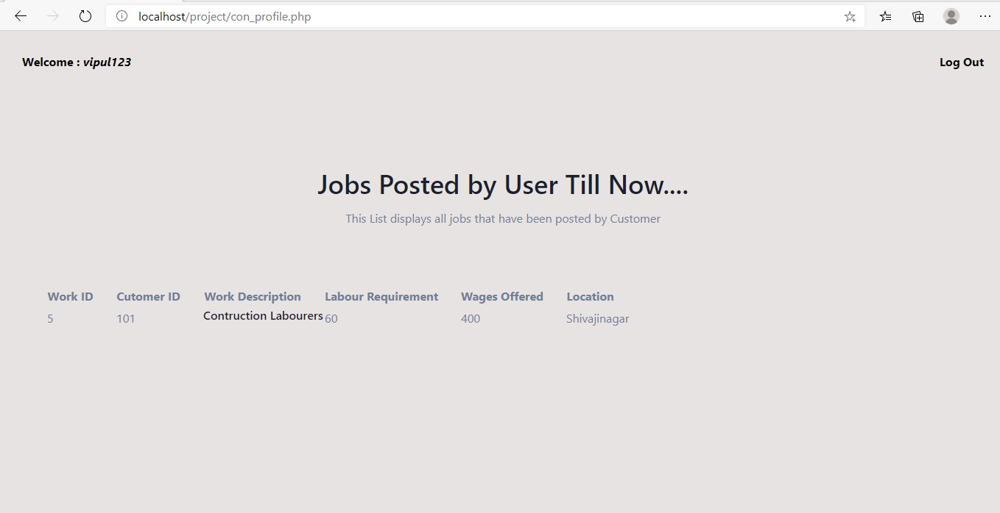 localhost/project/con_profile.php
Welcome : vipul123 Log Out
Jobs Posted by User Till Now....
This List displays all jobs that have been posted by Customer
Work ID Cutomer ID Work Description Labour Requirement Wages Offered Location
5 101 Contruction Labourers 60 400 Shivajinagar